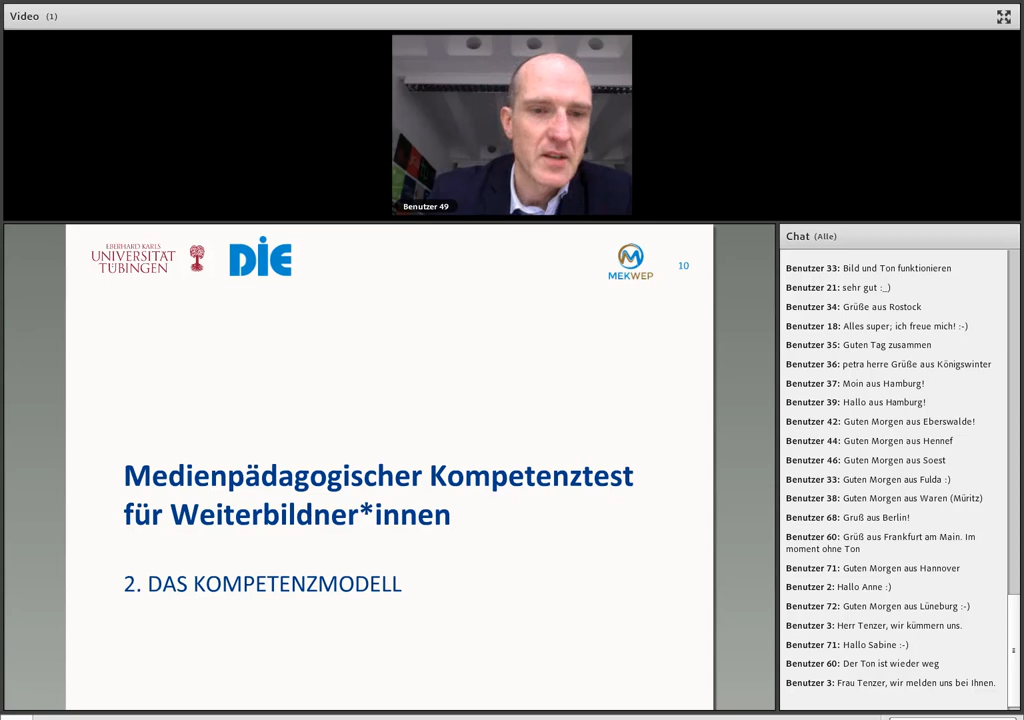 Video (1)
Benutzer 49
EBERHARD KARLS
UNIVERSITÄT
TÜBINGEN
DIE
MEKWEP
10
Medienpädagogischer Kompetenztest
für Weiterbildner*innen
2. DAS KOMPETENZMODELL
Chat (Alle)
Benutzer 33: Bild und Ton funktionieren
Benutzer 21: sehr gut :_)
Benutzer 34: Grüße aus Rostock
Benutzer 18: Alles super; ich freue mich! :-)
Benutzer 35: Guten Tag zusammen
Benutzer 36: petra herre Grüße aus Königswinter
Benutzer 37: Moin aus Hamburg!
Benutzer 39: Hallo aus Hamburg!
Benutzer 42: Guten Morgen aus Eberswalde!
Benutzer 44: Guten Morgen aus Hennef
Benutzer 46: Guten Morgen aus Soest
Benutzer 33: Guten Morgen aus Fulda :)
Benutzer 38: Guten Morgen aus Waren (Müritz)
Benutzer 68: Gruß aus Berlin!
Benutzer 60: Grüß aus Frankfurt am Main. Im
moment ohne Ton
Benutzer 71: Guten Morgen aus Hannover
Benutzer 2: Hallo Anne :)
Benutzer 72: Guten Morgen aus Lüneburg :-)
Benutzer 3: Herr Tenzer, wir kümmern uns.
Benutzer 71: Hallo Sabine :-)
Benutzer 60: Der Ton ist wieder weg
Benutzer 3: Frau Tenzer, wir melden uns bei Ihnen.